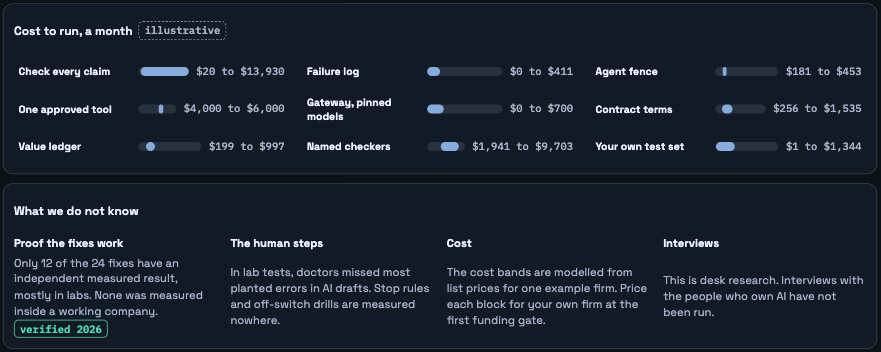 Cost to run, a month illustrative
Check every claim $20 to $13,930
Failure log $0 to $411
Agent fence $181 to $453
One approved tool $4,000 to $6,000
Gateway, pinned
models $0 to $700
Contract terms $256 to $1,535
Value ledger $199 to $997
Named checkers $1,941 to $9,703
Your own test set $1 to $1,344
What we do not know
Proof the fixes work
Only 12 of the 24 fixes have an
independent measured result,
mostly in labs. None was measured
inside a working company.
verified 2026
The human steps
In lab tests, doctors missed most
planted errors in AI drafts. Stop rules
and off-switch drills are measured
nowhere.
Cost
The cost bands are modelled from
list prices for one example firm. Price
each block for your own firm at the
first funding gate.
Interviews
This is desk research. Interviews with
the people who own AI have not
been run.